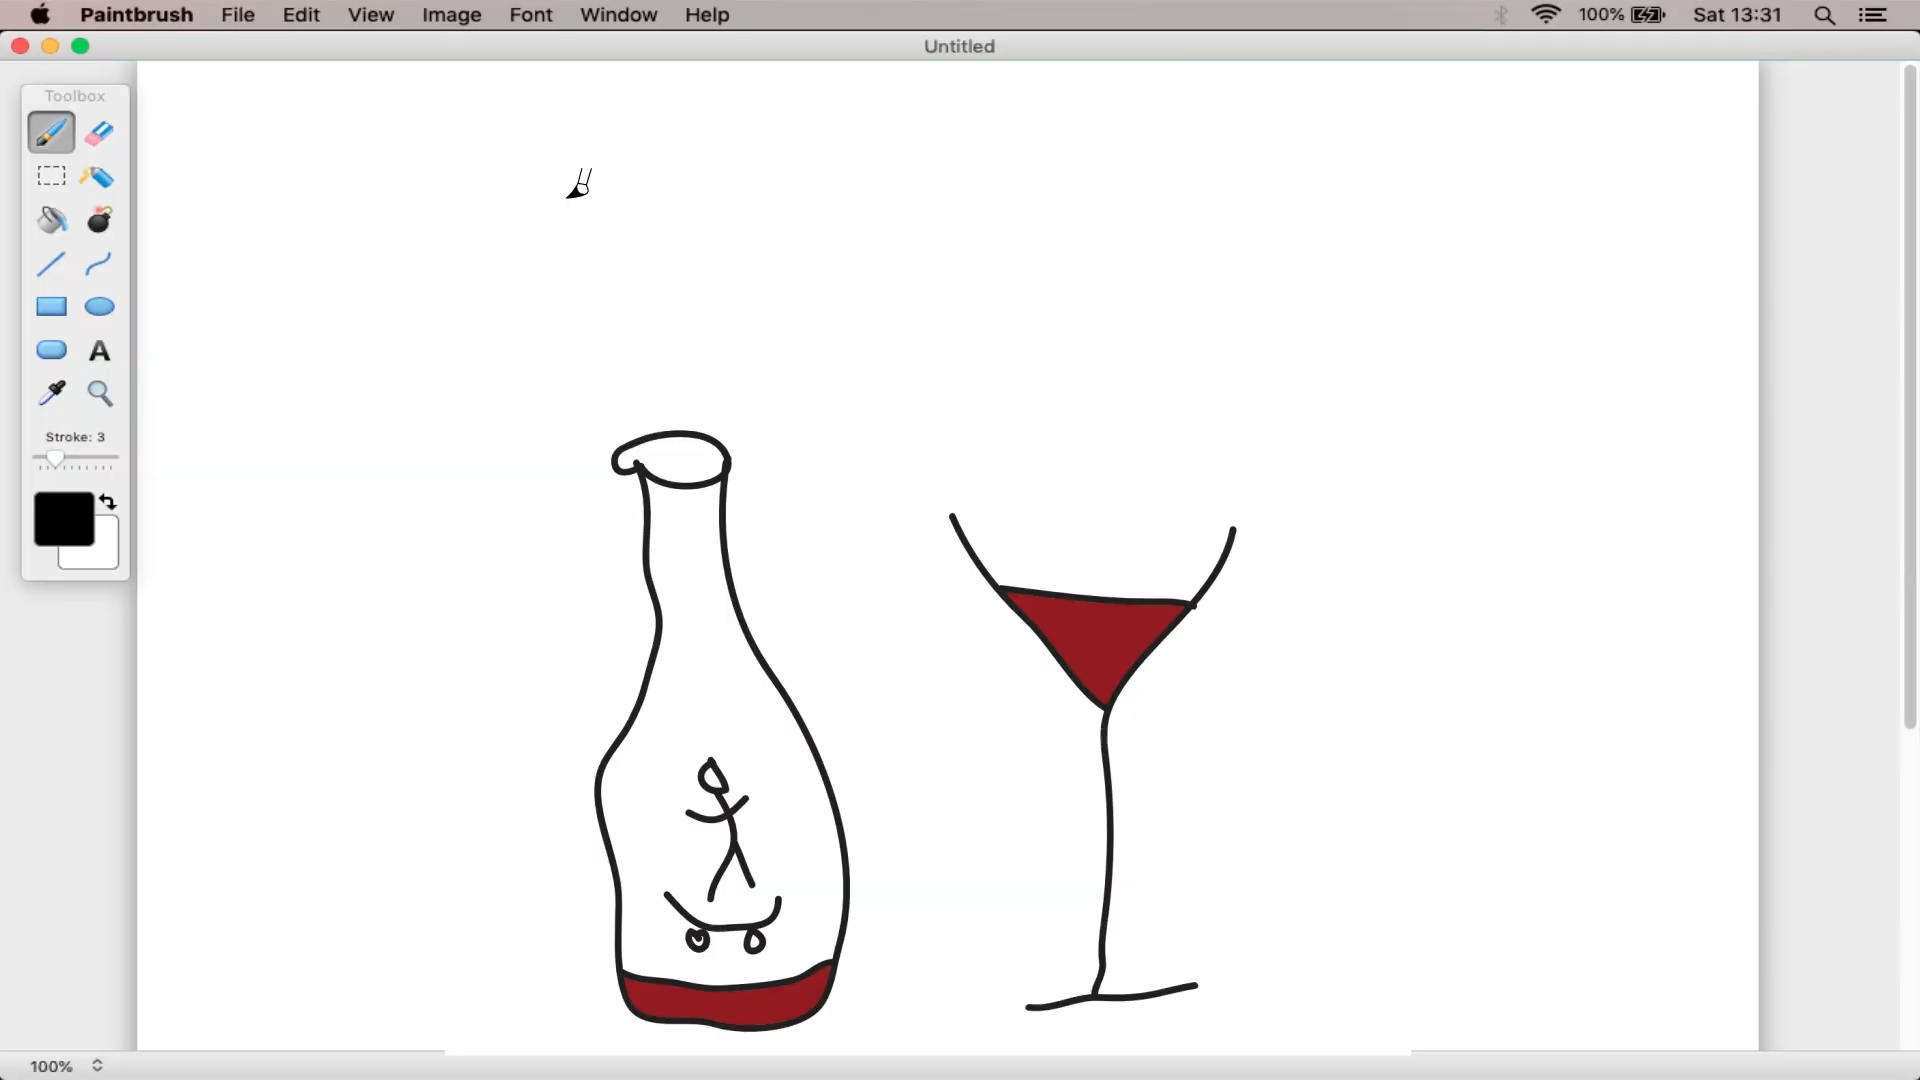 Paintbrush File Edit View Image Font Window Help 100% Sat 13:31
Untitled
Toolbox
A
Stroke: 3
100%